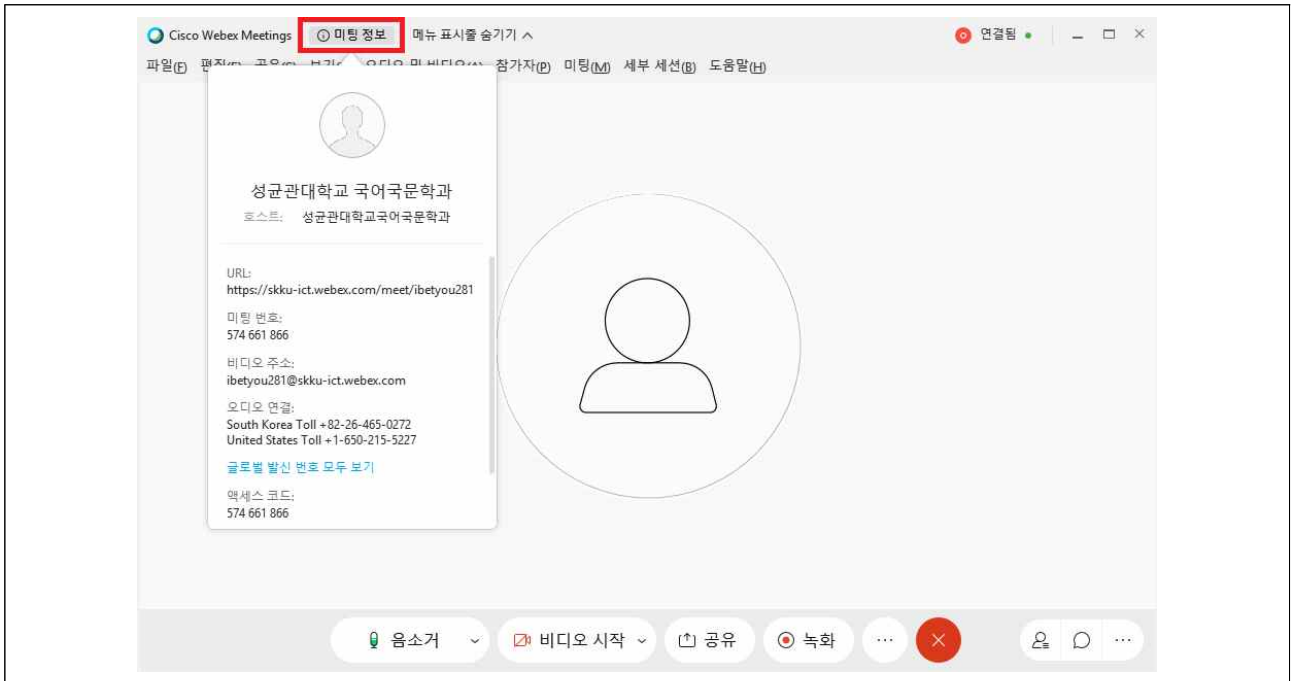 Cisco Webex Meetings 미팅 정보 메뉴 표시줄 숨기기 연결됨
파일(F) 참가자(P) 미팅(M) 세부 세션(B) 도움말(H)
성균관대학교 국어국문학과
호스트: 성균관대학교국어국문학과
URL:
https://skku-ict.webex.com/meet/ibetyou281
미팅 번호:
574 661 866
비디오 주소:
ibetyou281@skku-ict.webex.com
오디오 연결:
South Korea Toll +82-26-465-0272
United States Toll +1-650-215-5227
글로벌 발신 번호 모두 보기
액세스 코드:
574 661 866
음소거 비디오 시작 공유 녹화